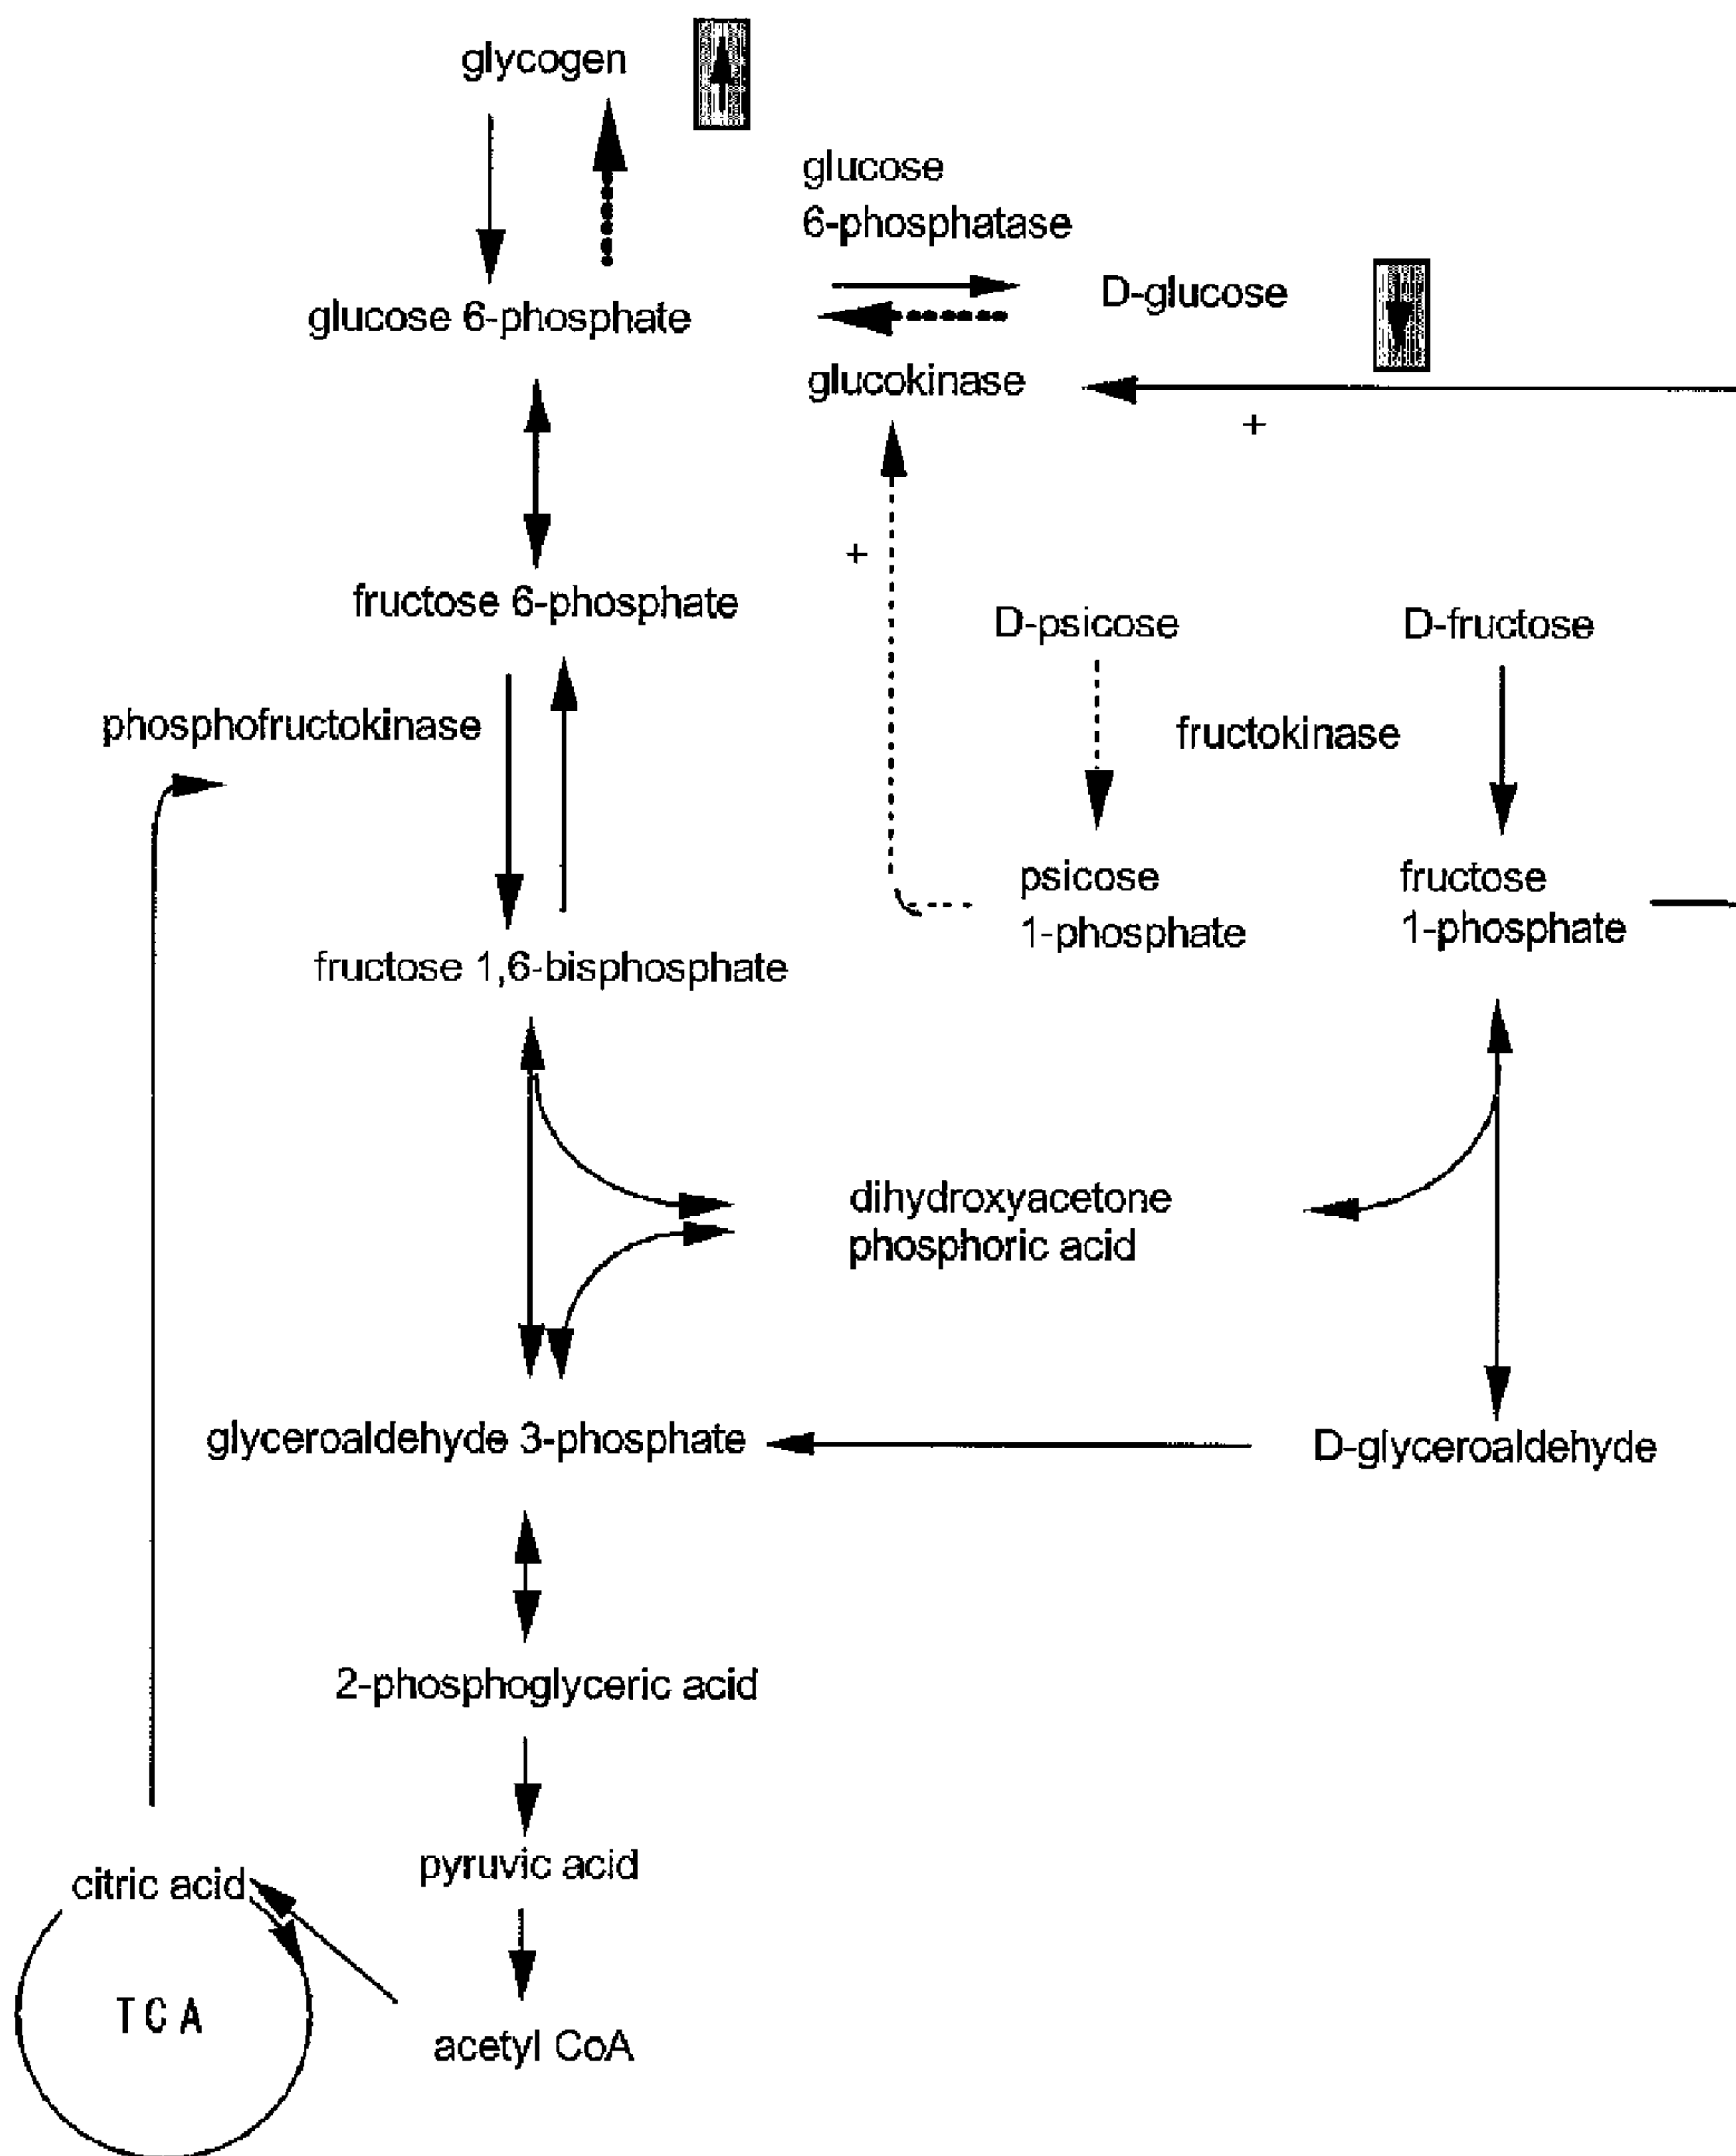 glycogen
glucose
6-phosphatase
D-glucose
glucose 6-phosphate
glucokinase
+
+
fructose 6-phosphate
D-psicose
D-fructose
phosphofructokinase
fructokinase
psicose
1-phosphate
fructose
1-phosphate
fructose 1,6-bisphosphate
dihydroxyacetone
phosphoric acid
glyceroaldehyde 3-phosphate
D-glyceroaldehyde
2-phosphoglyceric acid
pyruvic acid
citric acid
TCA
acetyl CoA